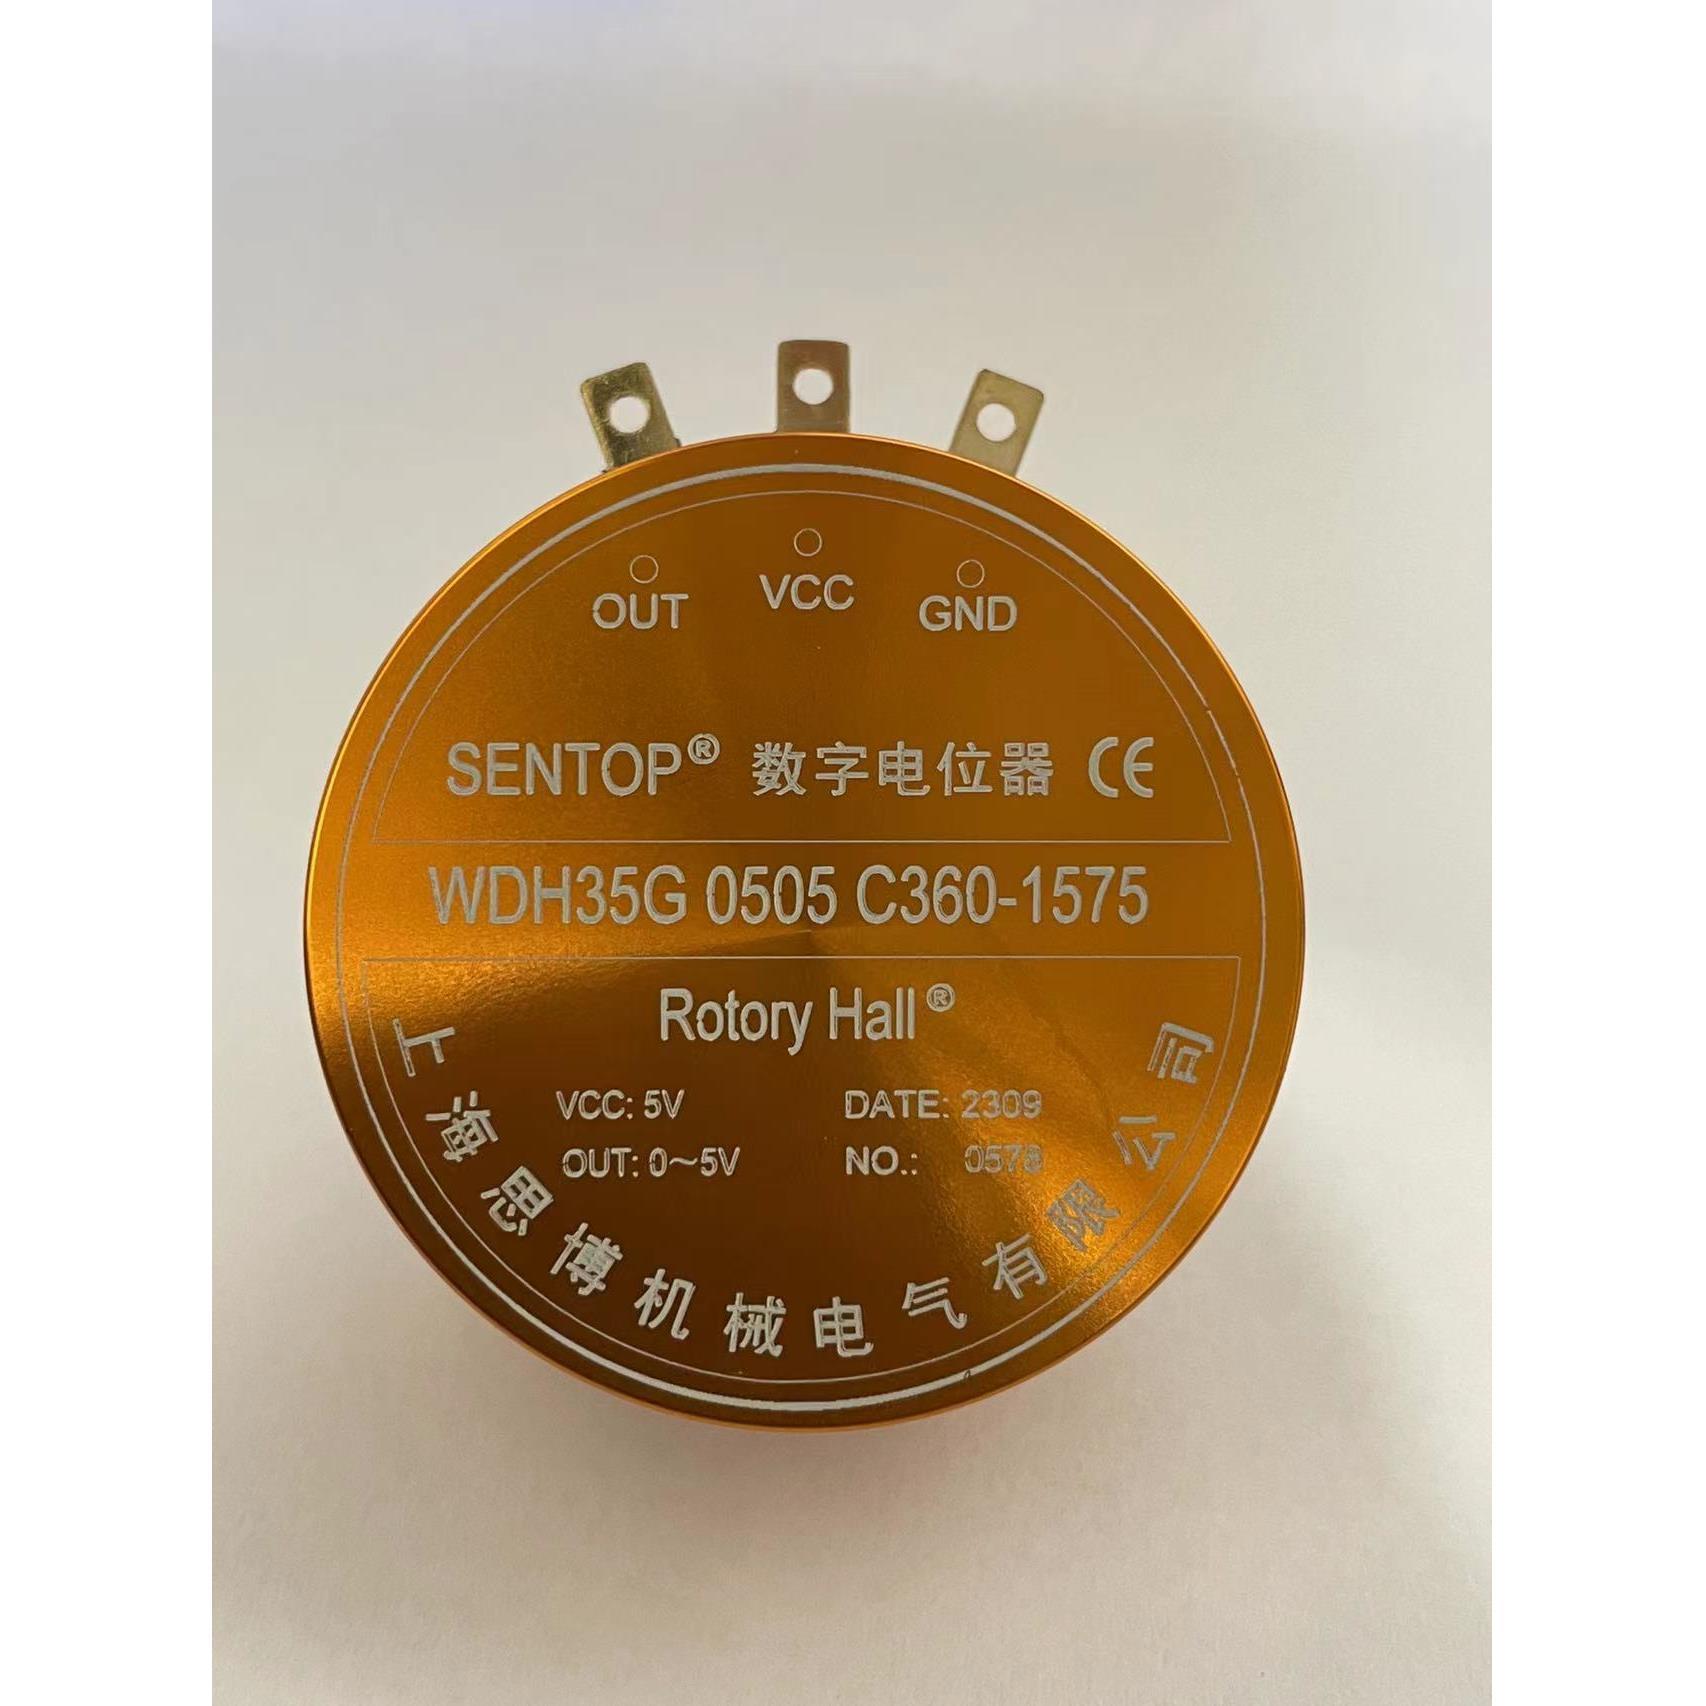 OUT VCC GND
SENTOP® 数字电位器 CE
WDH35G 0505 C360-1575
Rotory Hall®
VCC: 5V DATE: 2309
OUT: 0~5V NO.: 0578
上海思博机械电气有限公司